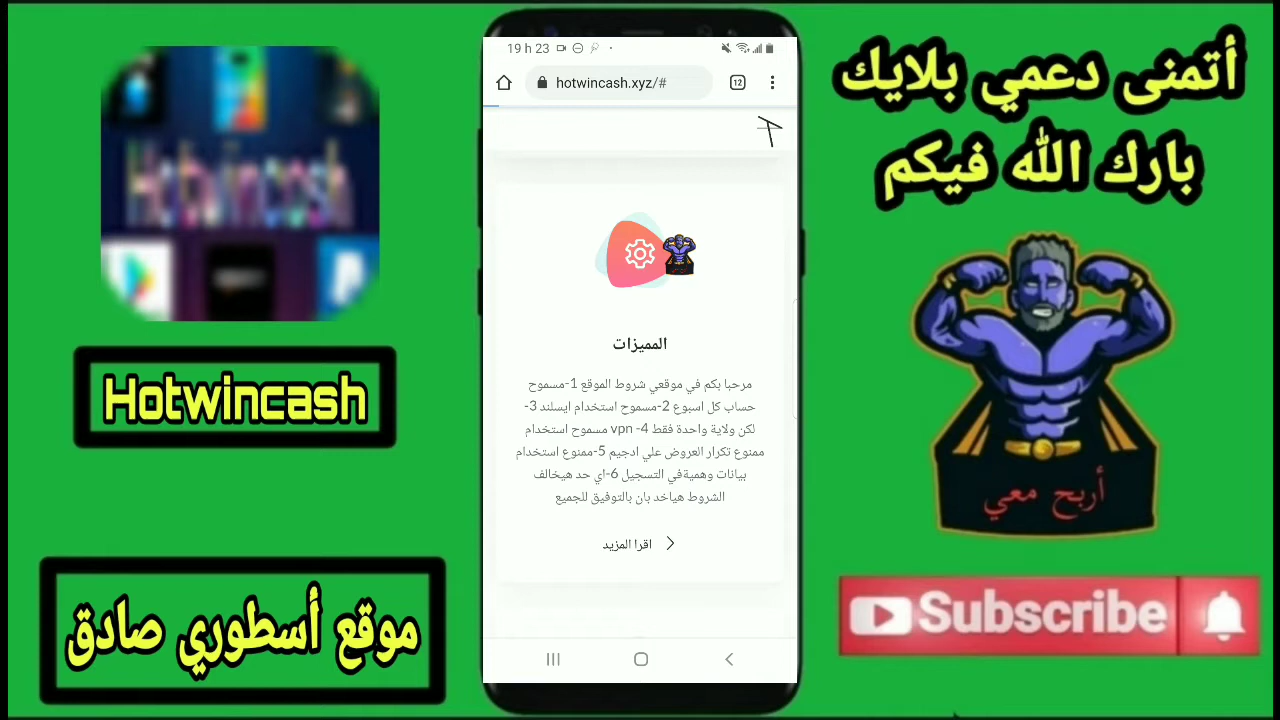 Hotwincash
Hotwincash
موقع أسطوري صادق
19 h 23
hotwincash.xyz/#
12
المميزات
مرحبا بكم في موقعي شروط الموقع 1-مسموح
حساب كل اسبوع 2-مسموح استخدام ايسلند 3-
لكن ولاية واحدة فقط 4- vpn مسموح استخدام
ممنوع تكرار العروض علي ادجيم 5-ممنوع استخدام
بيانات وهميةفي التسجيل 6-اي حد هيخالف
الشروط هياخد بان بالتوفيق للجميع
اقرا المزيد
أتمنى دعمي بلايك
بارك الله فيكم
أربح معي
Subscribe